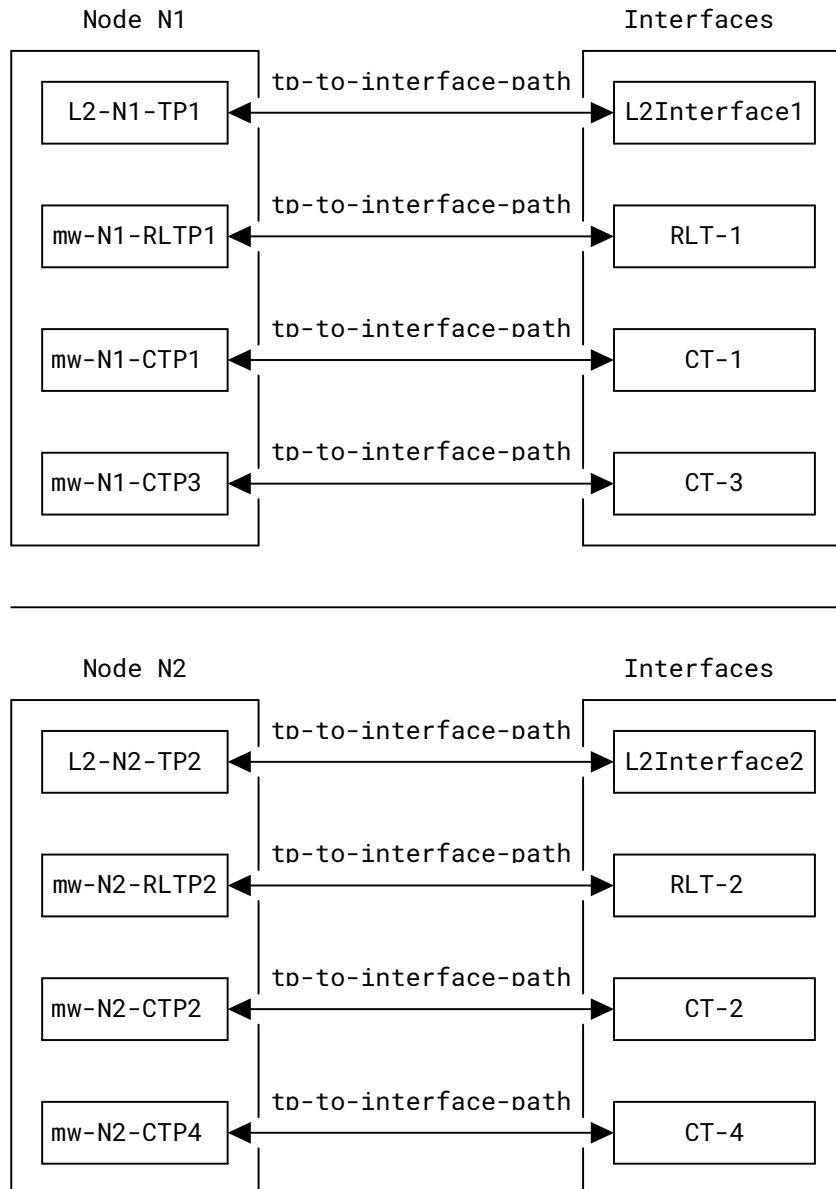 Node N1 Interfaces
tp-to-interface-path
L2-N1-TP1 L2Interface1
tp-to-interface-path
mw-N1-RLTP1 RLT-1
tp-to-interface-path
mw-N1-CTP1 CT-1
tp-to-interface-path
mw-N1-CTP3 CT-3
Node N2 Interfaces
tp-to-interface-path
L2-N2-TP2 L2Interface2
tp-to-interface-path
mw-N2-RLTP2 RLT-2
tp-to-interface-path
mw-N2-CTP2 CT-2
tp-to-interface-path
mw-N2-CTP4 CT-4